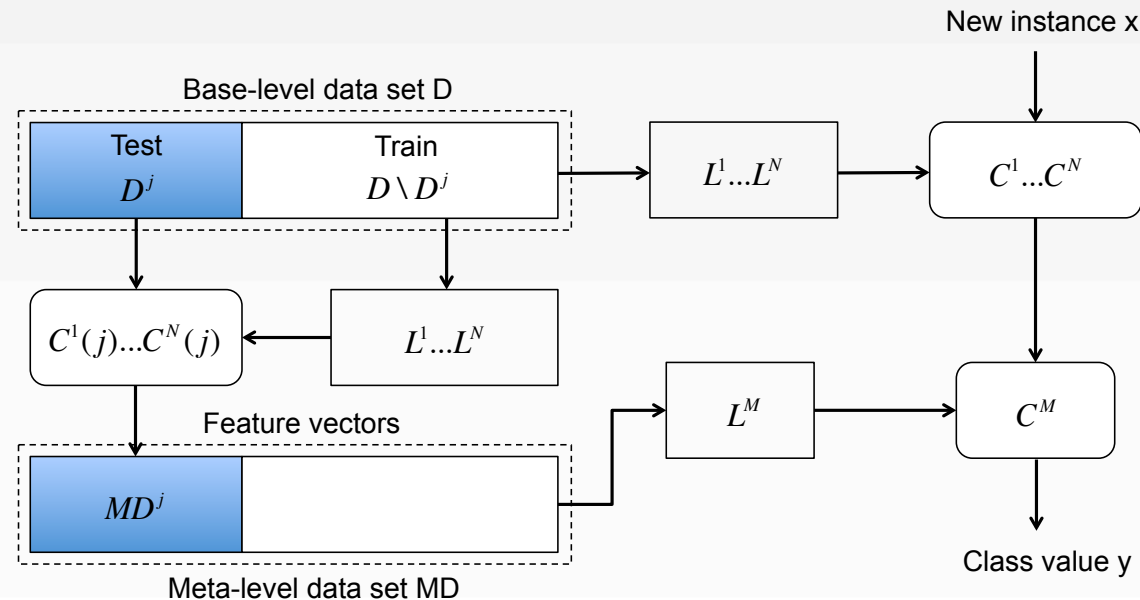 New instance x
Base-level data set D
Test
Train
D^j
D \ D^j
L^1...L^N
C^1...C^N
C^1(j)...C^N(j)
L^1...L^N
L^M
C^M
Feature vectors
MD^j
Class value y
Meta-level data set MD